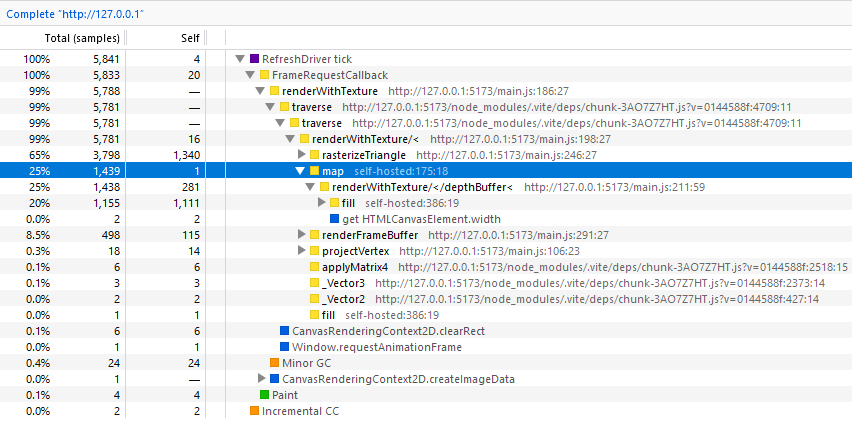 Complete "http://127.0.0.1"
Total (samples) Self
100% 5,841 4 RefreshDriver tick
100% 5,833 20 FrameRequestCallback
99% 5,788 — renderWithTexture http://127.0.0.1:5173/main.js:186:27
99% 5,781 — traverse http://127.0.0.1:5173/node_modules/.vite/deps/chunk-3AO7Z7HT.js?v=0144588f:4709:11
99% 5,781 — traverse http://127.0.0.1:5173/node_modules/.vite/deps/chunk-3AO7Z7HT.js?v=0144588f:4709:11
99% 5,781 16 renderWithTexture/< http://127.0.0.1:5173/main.js:198:27
65% 3,798 1,340 rasterizeTriangle http://127.0.0.1:5173/main.js:246:27
25% 1,439 1 map self-hosted:175:18
25% 1,438 281 renderWithTexture/</depthBuffer< http://127.0.0.1:5173/main.js:211:59
20% 1,155 1,111 fill self-hosted:386:19
0.0% 2 2 get HTMLCanvasElement.width
8.5% 498 115 renderFrameBuffer http://127.0.0.1:5173/main.js:291:27
0.3% 18 14 projectVertex http://127.0.0.1:5173/main.js:106:23
0.1% 6 6 applyMatrix4 http://127.0.0.1:5173/node_modules/.vite/deps/chunk-3AO7Z7HT.js?v=0144588f:2518:15
0.1% 3 3 _Vector3 http://127.0.0.1:5173/node_modules/.vite/deps/chunk-3AO7Z7HT.js?v=0144588f:2373:14
0.0% 2 2 _Vector2 http://127.0.0.1:5173/node_modules/.vite/deps/chunk-3AO7Z7HT.js?v=0144588f:427:14
0.0% 1 1 fill self-hosted:386:19
0.1% 6 6 CanvasRenderingContext2D.clearRect
0.0% 1 1 Window.requestAnimationFrame
0.4% 24 24 Minor GC
0.0% 1 — CanvasRenderingContext2D.createImageData
0.1% 4 4 Paint
0.0% 2 2 Incremental CC